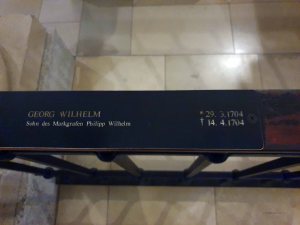 GEORG WILHELM * 29. 3.1704
Sohn des Markgrafen Philipp Wilhelm † 14. 4.1704